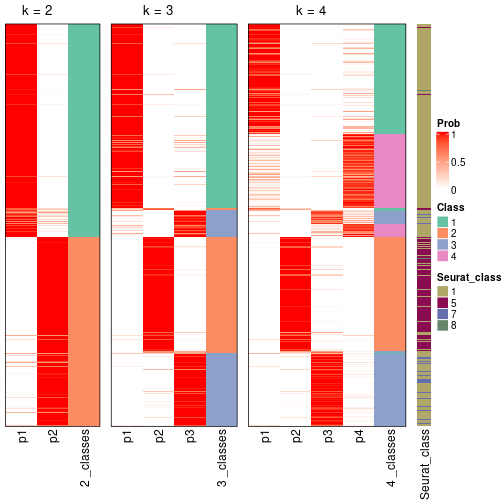 k = 2
k = 3
k = 4
p1
p2
2_classes
p1
p2
p3
3_classes
p1
p2
p3
p4
4_classes
Seurat_class
Prob
1
0.5
0
Class
1
2
3
4
Seurat_class
1
5
7
8